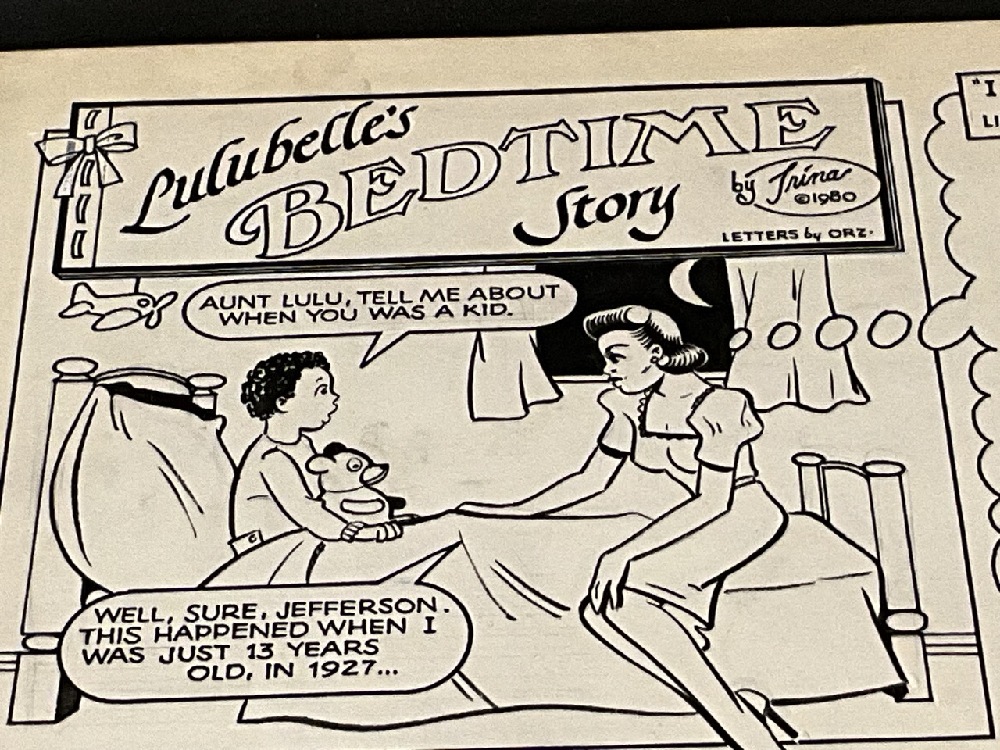 Lulubelle's
BEDTIME
Story
by Trina
©1980
LETTERS by ORZ.
AUNT LULU, TELL ME ABOUT
WHEN YOU WAS A KID.
WELL, SURE, JEFFERSON.
THIS HAPPENED WHEN I
WAS JUST 13 YEARS
OLD, IN 1927...
"I
LI